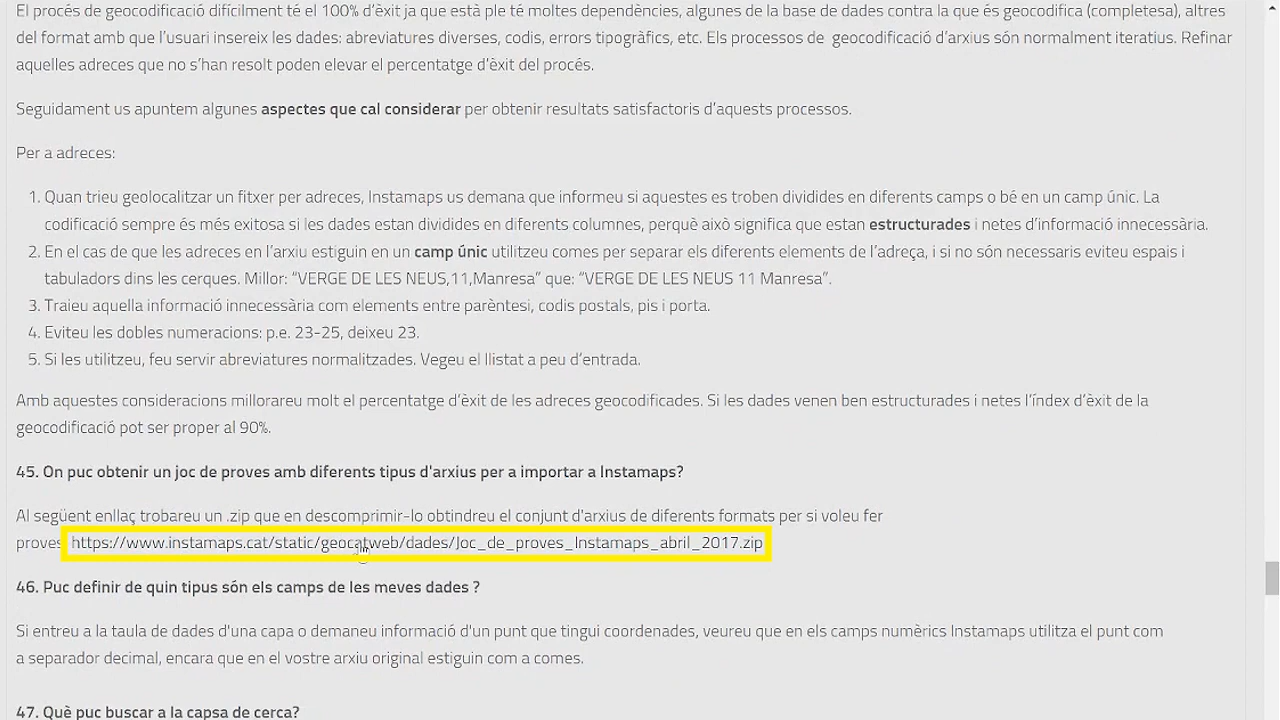 El procés de geocodificació difícilment té el 100% d'èxit ja que està ple té moltes dependències, algunes de la base de dades contra la que és geocodifica (completesa), altres
del format amb que l'usuari insereix les dades: abreviatures diverses, codis, errors tipogràfics, etc. Els processos de geocodificació d'arxius són normalment iteratius. Refinar
aquelles adreces que no s'han resolt poden elevar el percentatge d'èxit del procés.
Seguidament us apuntem algunes aspectes que cal considerar per obtenir resultats satisfactoris d'aquests processos.
Per a adreces:
1. Quan trieu geolocalitzar un fitxer per adreces, Instamaps us demana que informeu si aquestes es troben dividides en diferents camps o bé en un camp únic. La
codificació sempre és més exitosa si les dades estan dividides en diferents columnes, perquè això significa que estan estructurades i netes d'informació innecessària.
2. En el cas de que les adreces en l'arxiu estiguin en un camp únic utilitzeu comes per separar els diferents elements de l'adreça, i si no són necessaris eviteu espais i
tabuladors dins les cerques. Millor: “VERGE DE LES NEUS,11,Manresa” que: “VERGE DE LES NEUS 11 Manresa”.
3. Traieu aquella informació innecessària com elements entre parèntesi, codis postals, pis i porta.
4. Eviteu les dobles numeracions: p.e. 23-25, deixeu 23.
5. Si les utilitzeu, feu servir abreviatures normalitzades. Vegeu el llistat a peu d'entrada.
Amb aquestes consideracions millorareu molt el percentatge d'èxit de les adreces geocodificades. Si les dades venen ben estructurades i netes l'índex d'èxit de la
geocodificació pot ser proper al 90%.
45. On puc obtenir un joc de proves amb diferents tipus d'arxius per a importar a Instamaps?
Al següent enllaç trobareu un .zip que en descomprimir-lo obtindreu el conjunt d'arxius de diferents formats per si voleu fer
proves https://www.instamaps.cat/static/geocatweb/dades/Joc_de_proves_Instamaps_abril_2017.zip
46. Puc definir de quin tipus són els camps de les meves dades ?
Si entreu a la taula de dades d'una capa o demaneu informació d'un punt que tingui coordenades, veureu que en els camps numèrics Instamaps utilitza el punt com
a separador decimal, encara que en el vostre arxiu original estiguin com a comes.
47. Què puc buscar a la capsa de cerca?